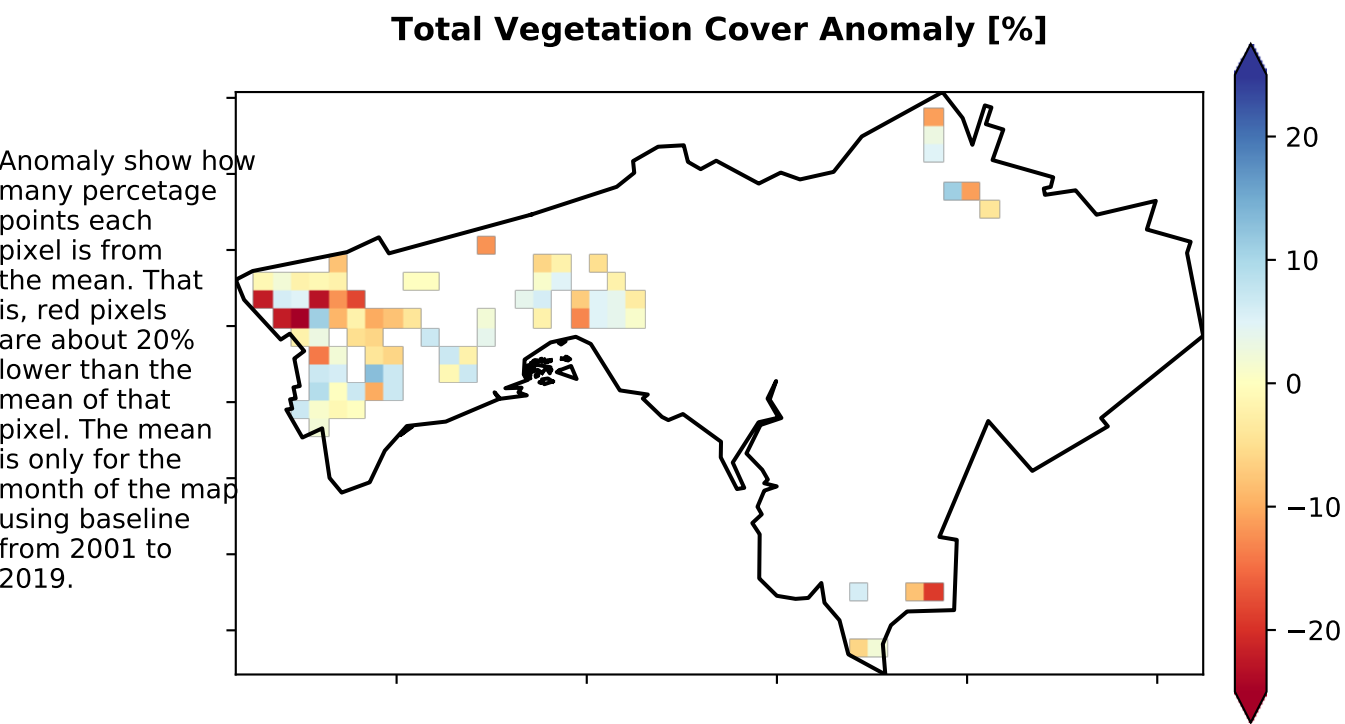 Total Vegetation Cover Anomaly [%]
Anomaly show how
many percetage
points each
pixel is from
the mean. That
is, red pixels
are about 20%
lower than the
mean of that
pixel. The mean
is only for the
month of the map
using baseline
from 2001 to
2019.
20
10
0
−10
−20